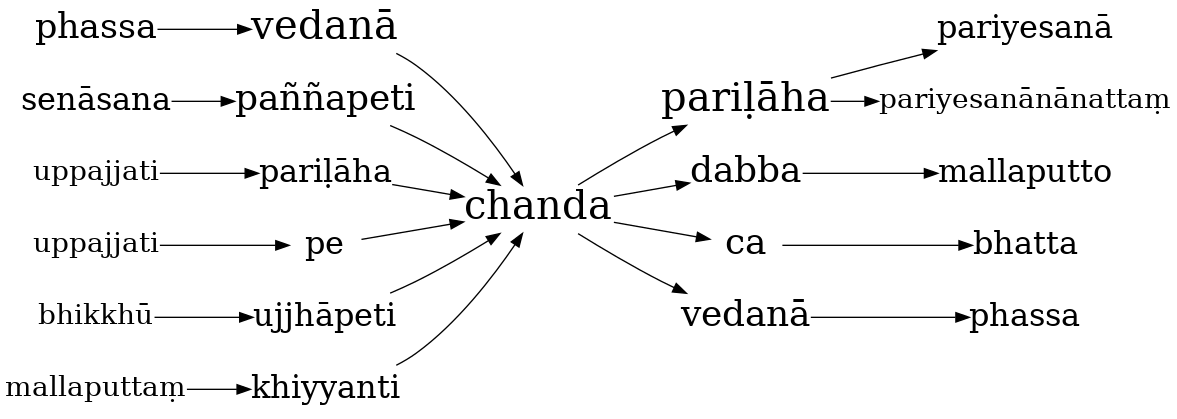 phassa vedanā
senāsana paññapeti
uppajjati pariḷāha
uppajjati pe
bhikkhū ujjhāpeti
mallaputtaṃ khiyyanti
chanda
pariḷāha pariyesanā
pariyesanānānattaṃ
dabba mallaputto
ca bhatta
vedanā phassa